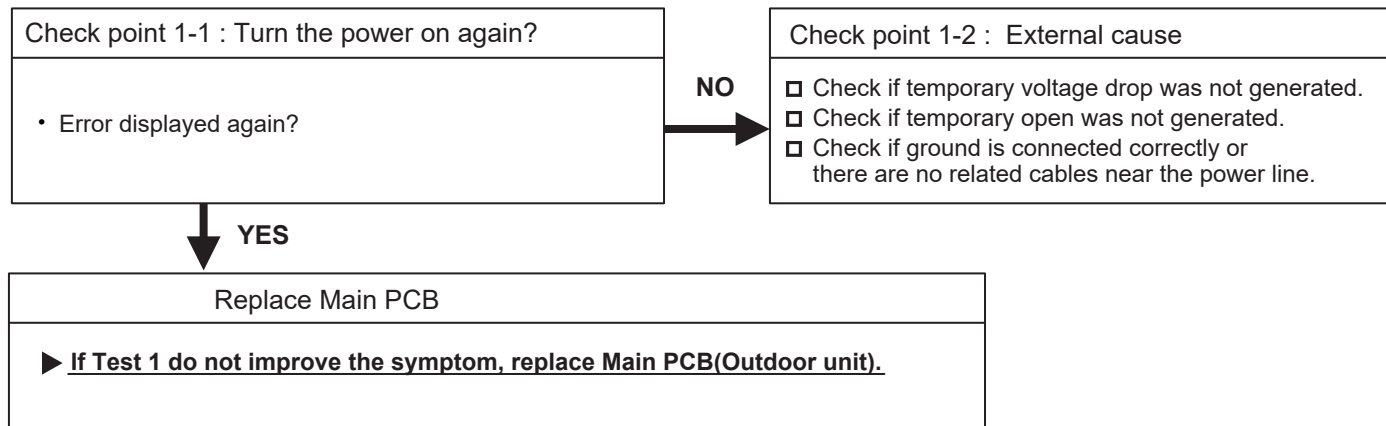 Check point 1-1 : Turn the power on again?
• Error displayed again?
NO
Check point 1-2 : External cause
☐ Check if temporary voltage drop was not generated.
☐ Check if temporary open was not generated.
☐ Check if ground is connected correctly or
there are no related cables near the power line.
YES
Replace Main PCB
▶ If Test 1 do not improve the symptom, replace Main PCB(Outdoor unit).